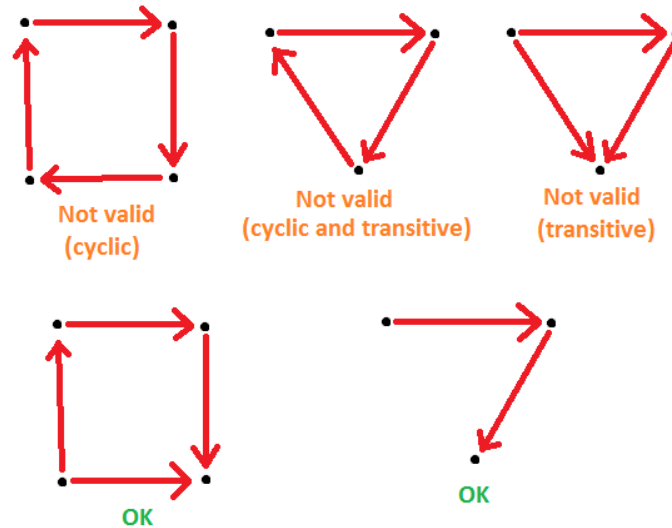 Not valid
(cyclic)
Not valid
(cyclic and transitive)
Not valid
(transitive)
OK
OK